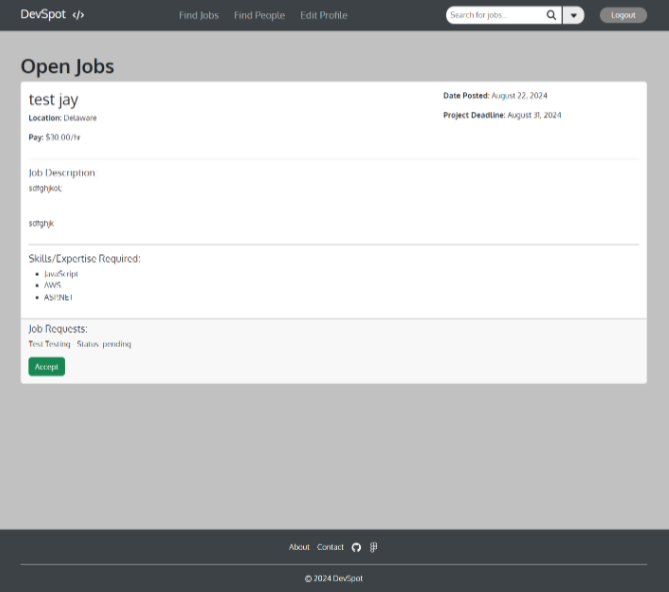 DevSpot </> Find Jobs Find People Edit Profile Search for jobs... Logout
Open Jobs
test jay
Date Posted: August 22, 2024
Location: Delaware
Project Deadline: August 31, 2024
Pay: $30.00/hr
Job Description
sdfghjkol;
sdfghjk
Skills/Expertise Required:
JavaScript
AWS
ASP.NET
Job Requests:
Test Testing Status: pending
Accept
About Contact
© 2024 DevSpot